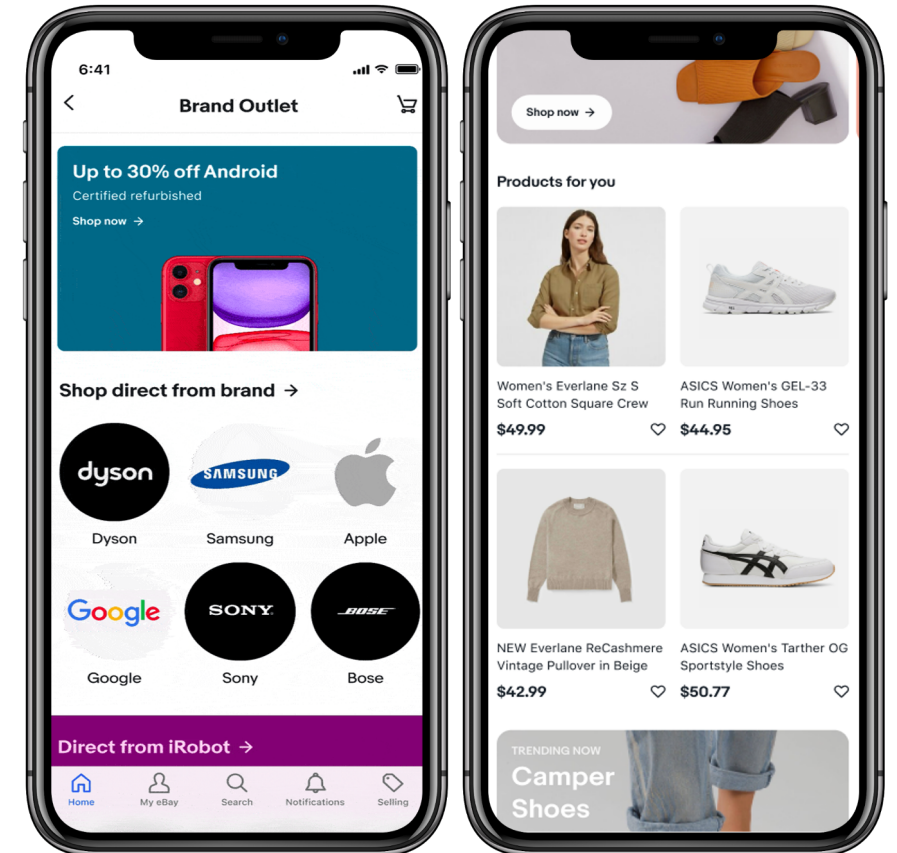 6:41
Brand Outlet
Up to 30% off Android
Certified refurbished
Shop now →
Shop direct from brand →
dyson
SAMSUNG
Dyson
Samsung
Apple
Google
SONY
BOSE
Google
Sony
Bose
Direct from iRobot →
Home
My eBay
Search
Notifications
Selling
Shop now →
Products for you
Women's Everlane Sz S
Soft Cotton Square Crew
$49.99
ASICS Women's GEL-33
Run Running Shoes
$44.95
NEW Everlane ReCashmere
Vintage Pullover in Beige
$42.99
ASICS Women's Tarther OG
Sportstyle Shoes
$50.77
TRENDING NOW
Camper
Shoes